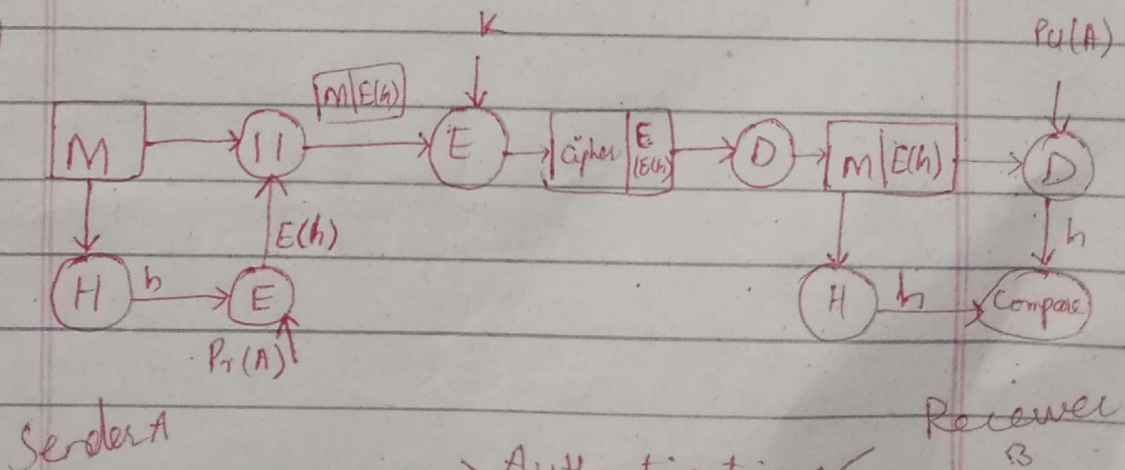 K
PU(A)
M|E(h)
M
||
E
Cipher
E
(E(h))
D
M|E(h)
D
E(h)
h
H
h
E
H
h
Compare
Pr(A)
Sender A
Receiver
B